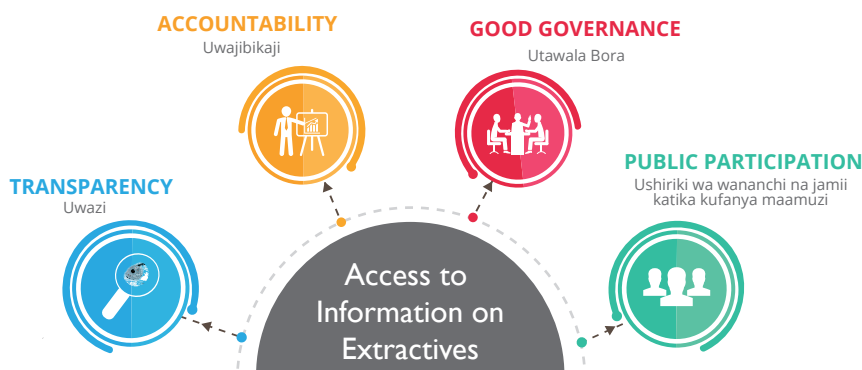 ACCOUNTABILITY
Uwajibikaji
GOOD GOVERNANCE
Utawala Bora
TRANSPARENCY
Uwazi
PUBLIC PARTICIPATION
Ushiriki wa wananchi na jamii
katika kufanya maamuzi
Access to
Information on
Extractives